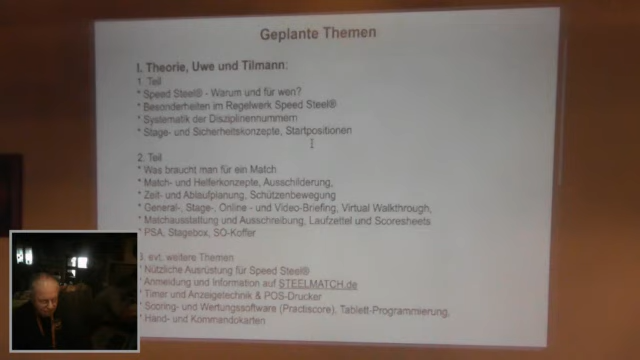 Geplante Themen
I. Theorie, Uwe und Tilmann:
1. Teil
* Speed Steel® - Warum und für wen?
* Besonderheiten im Regelwerk Speed Steel®
* Systematik der Disziplinennummern
* Stage- und Sicherheitskonzepte, Startpositionen
2. Teil
* Was braucht man für ein Match
* Match- und Helferkonzepte, Ausschilderung,
* Zeit- und Ablaufplanung, Schützenbewegung
* General-, Stage-, Online - und Video-Briefing, Virtual Walkthrough,
* Matchausstattung und Ausschreibung, Laufzettel und Scoresheets
* PSA, Stagebox, SO-Koffer
3. evt. weitere Themen
* Nützliche Ausrüstung für Speed Steel®
* Anmeldung und Information auf STEELMATCH.de
* Timer und Anzeigetechnik & POS-Drucker
* Scoring- und Wertungssoftware (Practiscore), Tablett-Programmierung,
* Hand- und Kommandokarten